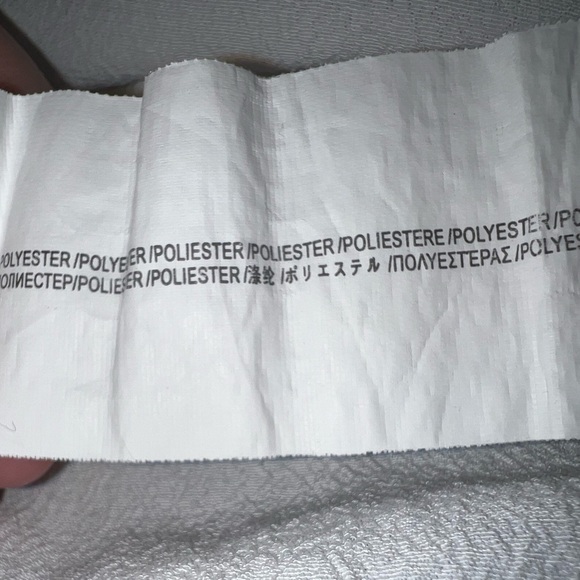 POLYESTER/POLYESTER/POLIESTER/POLIESTER/POLIESTERE/POLYESTER/PO
ПОЛИЕСТЕР/POLIESTER/POLIESTER/涤纶/ポリエステル/ΠΟΛΥΕΣΤΕΡΑΣ/POLYES